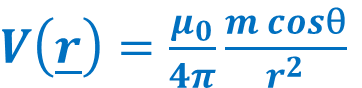 V(r) = μ₀/4π m cosθ/r²